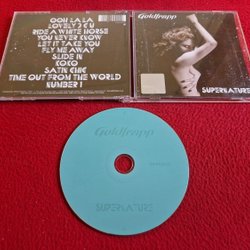 OOH LA LA
LOVELY 2 C U
RIDE A WHITE HORSE
YOU NEVER KNOW
LET IT TAKE YOU
FLY ME AWAY
SLIDE IN
KOKO
SATIN CHIC
TIME OUT FROM THE WORLD
NUMBER 1
Goldfrapp
SUPERNATURE
Goldfrapp
SUPERNATURE